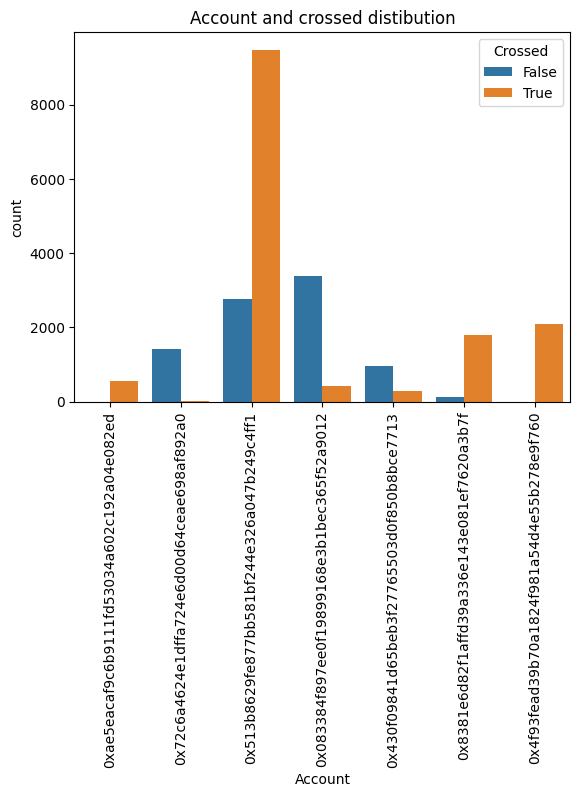 Account and crossed distibution
Crossed
False
True
count
8000
6000
4000
2000
0
0xae5eacaf9c6b9111fd53034a602c192a04e082ed
0x72c6a4624e1dffa724e6d00d64ceae698af892a0
0x513b8629fe877bb581bf244e326a047b249c4ff1
0x083384f897ee0f19899168e3b1bec365f52a9012
0x430f09841d65beb3f27765503d0f850b8bce7713
0x8381e6d82f1affd39a336e143e081ef7620a3b7f
0x4f93fead39b70a1824f981a54d4e55b278e9f760
Account